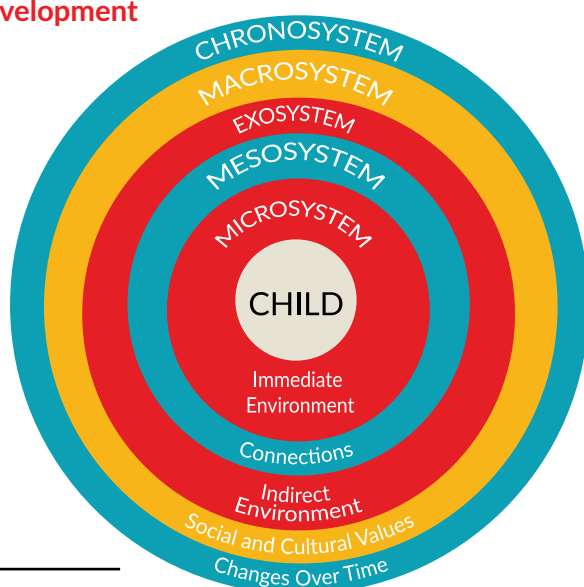 velopment
CHRONOSYSTEM
MACROSYSTEM
EXOSYSTEM
MESOSYSTEM
MICROSYSTEM
CHILD
Immediate
Environment
Connections
Indirect
Environment
Social and Cultural Values
Changes Over Time